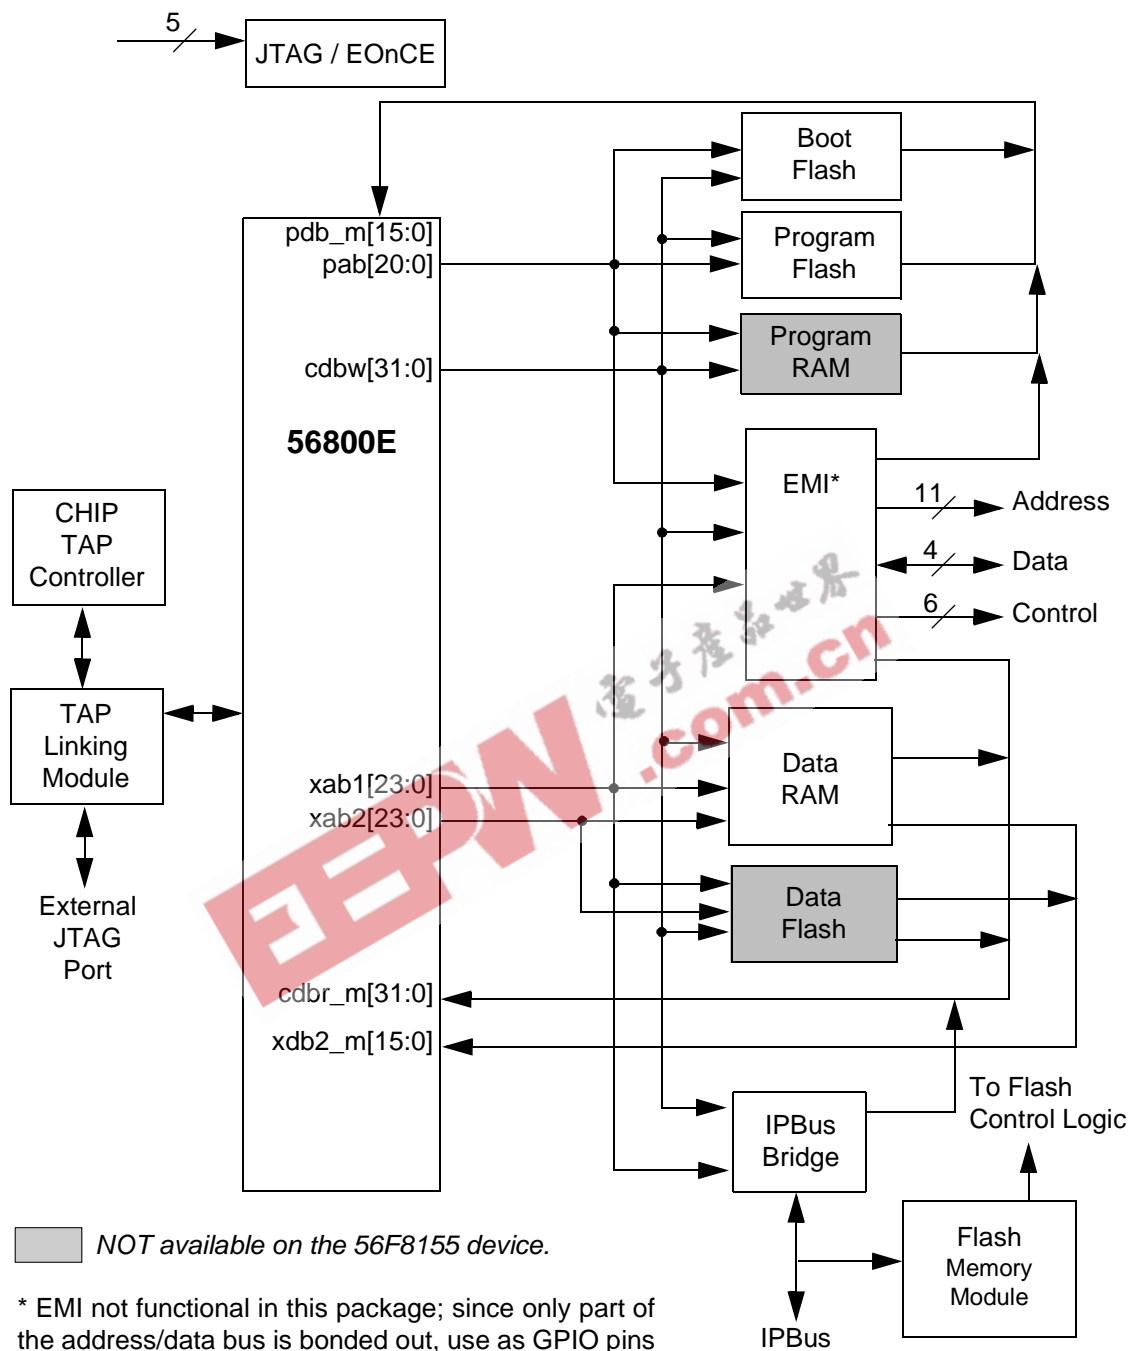 5
JTAG / EOnCE
Boot
Flash
pdb_m[15:0]
pab[20:0]
Program
Flash
cdbw[31:0]
Program
RAM
56800E
EMI*
11
Address
4
Data
6
Control
CHIP
TAP
Controller
TAP
Linking
Module
External
JTAG
Port
xab1[23:0]
xab2[23:0]
Data
RAM
Data
Flash
cdbr_m[31:0]
xdb2_m[15:0]
電子產品世界
EEPW
.com.cn
To Flash
Control Logic
IPBus
Bridge
Flash
Memory
Module
IPBus
NOT available on the 56F8155 device.
* EMI not functional in this package; since only part of
the address/data bus is bonded out, use as GPIO pins